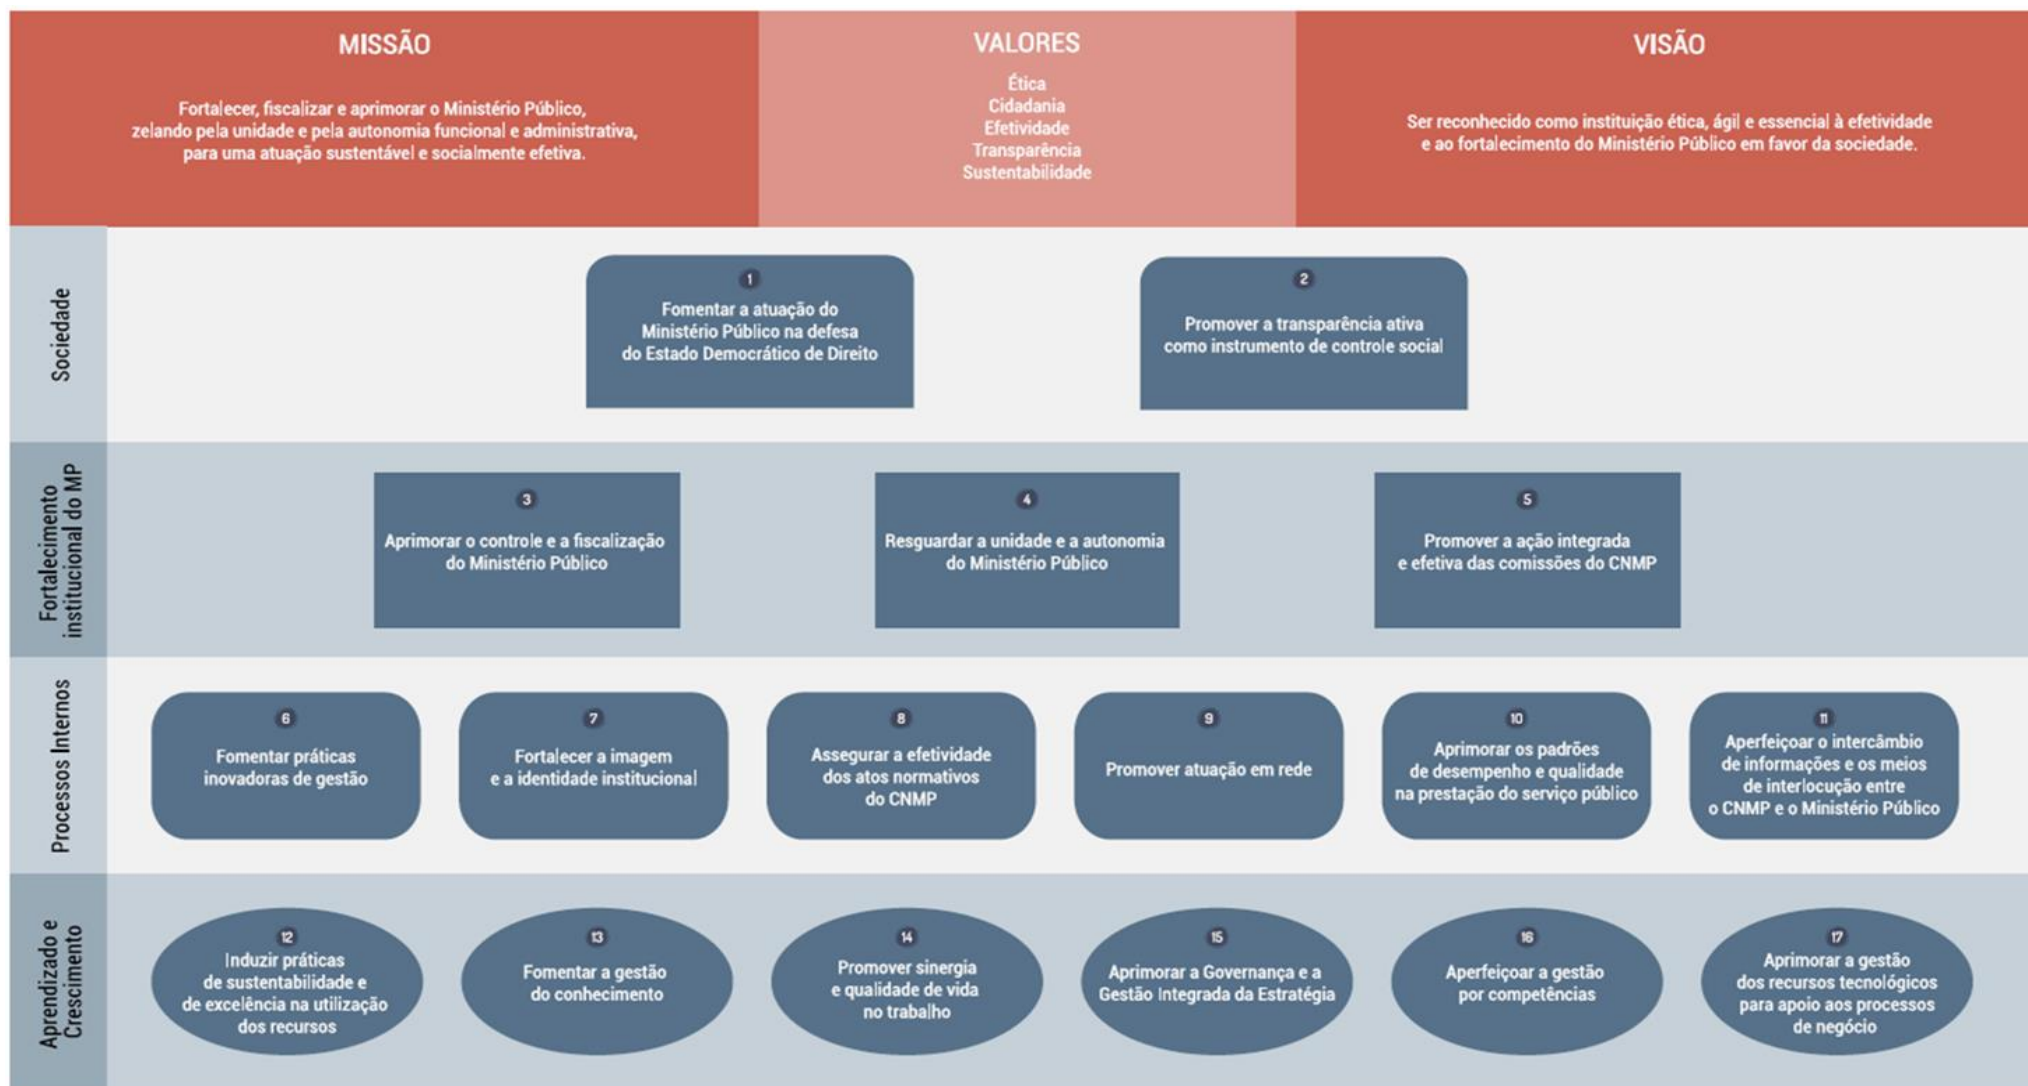 MISSÃO
Fortalecer, fiscalizar e aprimorar o Ministério Público,
zelando pela unidade e pela autonomia funcional e administrativa,
para uma atuação sustentável e socialmente efetiva.
VALORES
Ética
Cidadania
Efetividade
Transparência
Sustentabilidade
VISÃO
Ser reconhecido como instituição ética, ágil e essencial à efetividade
e ao fortalecimento do Ministério Público em favor da sociedade.
Sociedade
1
Fomentar a atuação do
Ministério Público na defesa
do Estado Democrático de Direito
2
Promover a transparência ativa
como instrumento de controle social
Fortalecimento
institucional do MP
3
Aprimorar o controle e a fiscalização
do Ministério Público
4
Resguardar a unidade e a autonomia
do Ministério Público
5
Promover a ação integrada
e efetiva das comissões do CNMP
Processos Internos
6
Fomentar práticas
inovadoras de gestão
7
Fortalecer a imagem
e a identidade institucional
8
Assegurar a efetividade
dos atos normativos
do CNMP
9
Promover atuação em rede
10
Aprimorar os padrões
de desempenho e qualidade
na prestação do serviço público
11
Aperfeiçoar o intercâmbio
de informações e os meios
de interlocução entre
o CNMP e o Ministério Público
Aprendizado e
Crescimento
12
Induzir práticas
de sustentabilidade e
de excelência na utilização
dos recursos
13
Fomentar a gestão
do conhecimento
14
Promover sinergia
e qualidade de vida
no trabalho
15
Aprimorar a Governança e a
Gestão Integrada da Estratégia
16
Aperfeiçoar a gestão
por competências
17
Aprimorar a gestão
dos recursos tecnológicos
para apoio aos processos
de negócio